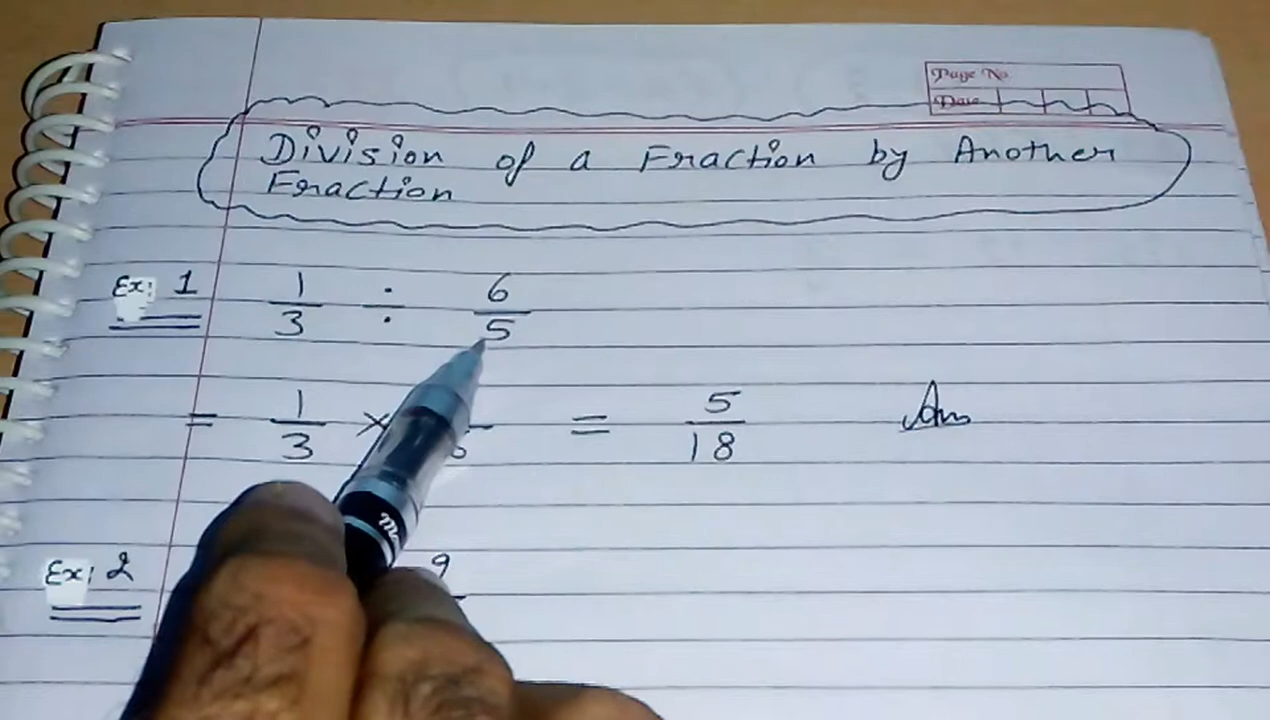 Page No.
Date
Division of a Fraction by Another
Fraction
Ex: 1 1/3 ÷ 6/5
= 1/3 × = 5/18 Ans
Ex: 2 9